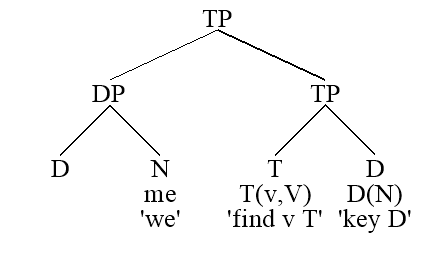 TP
DP TP
D N T D
me T(v,V) D(N)
'we' 'find v T' 'key D'